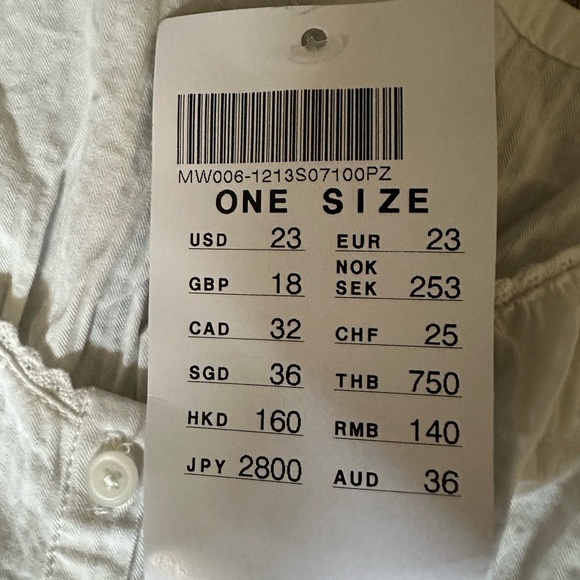 MW006-1213S07100PZ
ONE SIZE
USD 23 EUR 23
GBP 18 NOK SEK 253
CAD 32 CHF 25
SGD 36 THB 750
HKD 160 RMB 140
JPY 2800 AUD 36